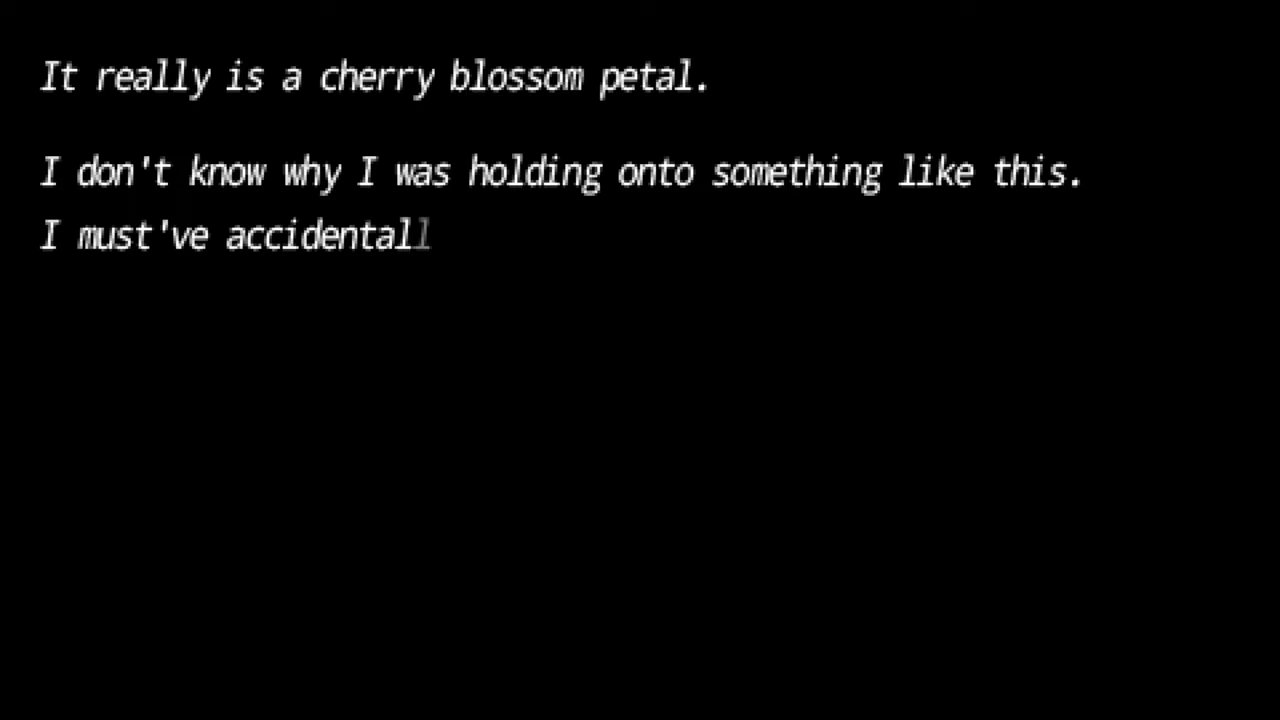 It really is a cherry blossom petal.
I don't know why I was holding onto something like this.
I must've accidentall